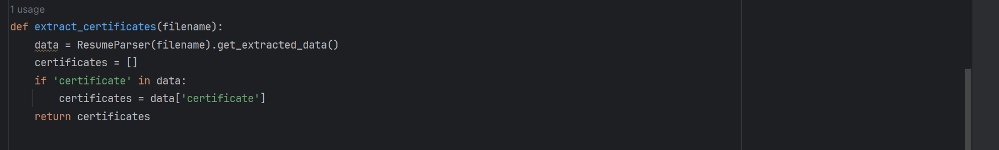 1 usage
def extract_certificates(filename):
    data = ResumeParser(filename).get_extracted_data()
    certificates = []
    if 'certificate' in data:
        certificates = data['certificate']
    return certificates